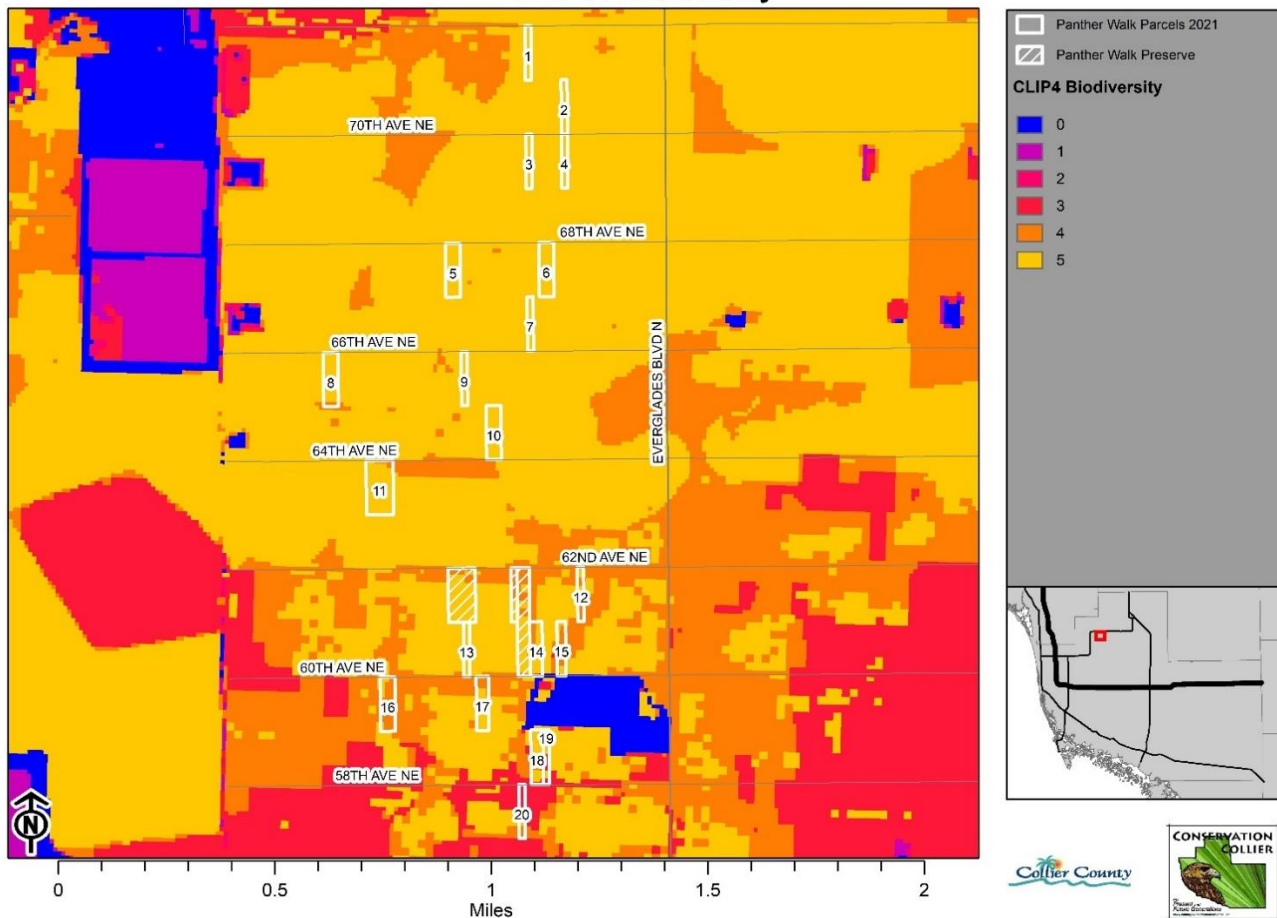 1
2
70TH AVE NE
3
4
68TH AVE NE
5
6
7
66TH AVE NE
EVERGLADES BLVD N
8
9
10
64TH AVE NE
11
62ND AVE NE
12
13
14
15
60TH AVE NE
16
17
19
18
58TH AVE NE
20
N
0
0.5
1
1.5
2
Miles
Panther Walk Parcels 2021
Panther Walk Preserve
CLIP4 Biodiversity
0
1
2
3
4
5
Collier County
CONSERVATION
COLLIER